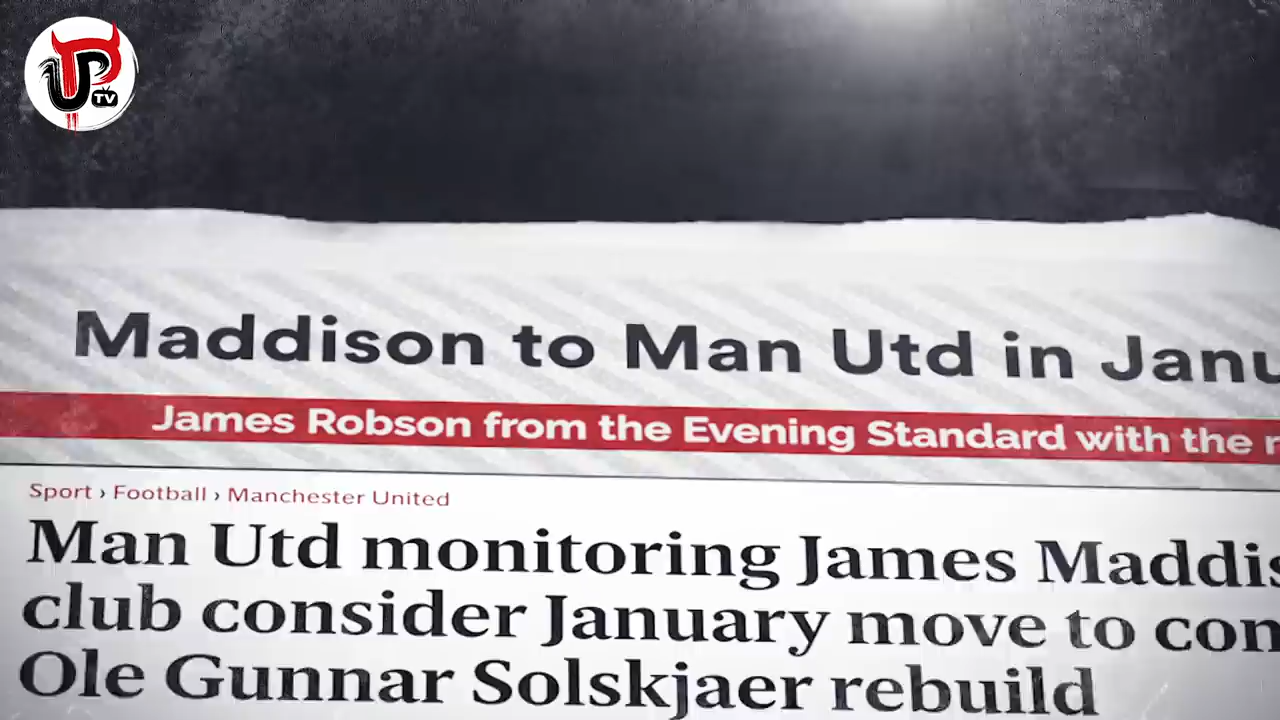 UP
TV
Maddison to Man Utd in Janu
James Robson from the Evening Standard with the r
Sport › Football › Manchester United
Man Utd monitoring James Maddis
club consider January move to con
Ole Gunnar Solskjaer rebuild